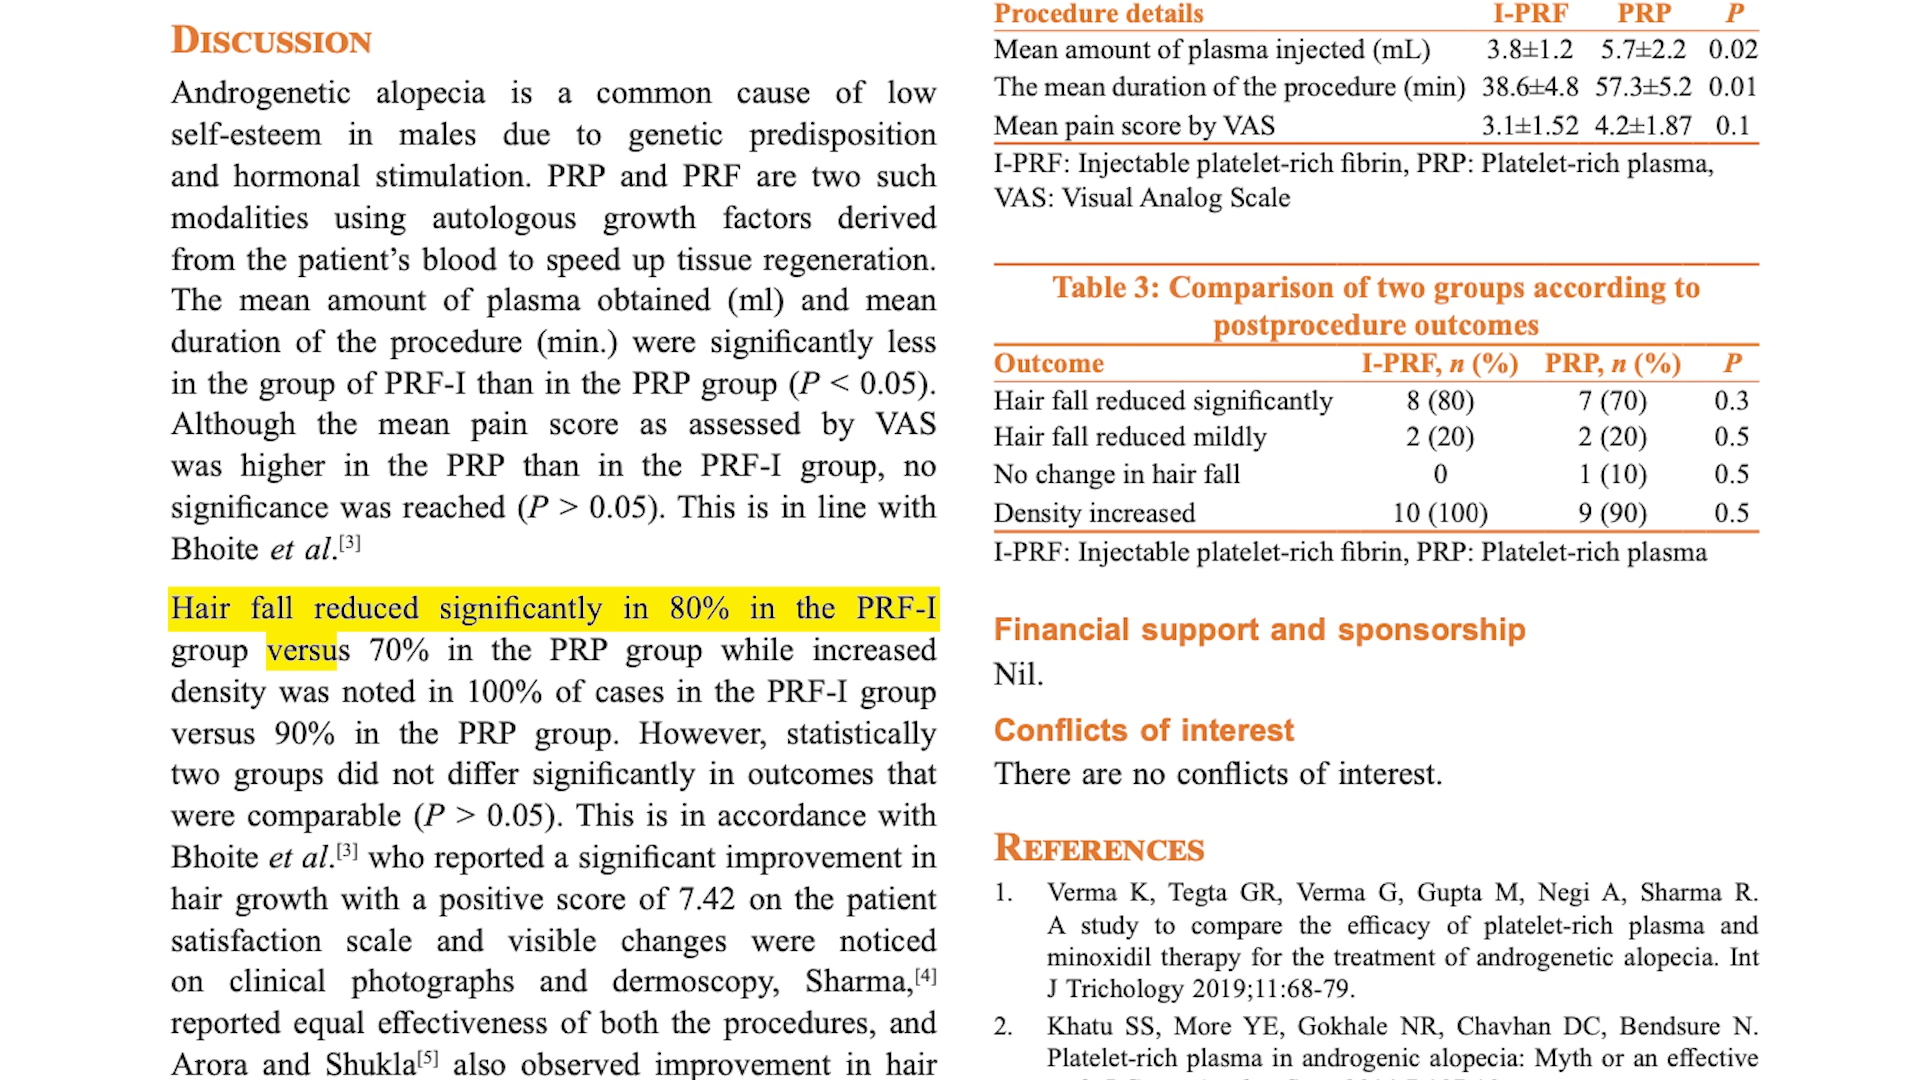 DISCUSSION
Androgenetic alopecia is a common cause of low
self-esteem in males due to genetic predisposition
and hormonal stimulation. PRP and PRF are two such
modalities using autologous growth factors derived
from the patient’s blood to speed up tissue regeneration.
The mean amount of plasma obtained (ml) and mean
duration of the procedure (min.) were significantly less
in the group of PRF-I than in the PRP group (P < 0.05).
Although the mean pain score as assessed by VAS
was higher in the PRP than in the PRF-I group, no
significance was reached (P > 0.05). This is in line with
Bhoite et al.[3]
Hair fall reduced significantly in 80% in the PRF-I
group versus 70% in the PRP group while increased
density was noted in 100% of cases in the PRF-I group
versus 90% in the PRP group. However, statistically
two groups did not differ significantly in outcomes that
were comparable (P > 0.05). This is in accordance with
Bhoite et al.[3] who reported a significant improvement in
hair growth with a positive score of 7.42 on the patient
satisfaction scale and visible changes were noticed
on clinical photographs and dermoscopy, Sharma,[4]
reported equal effectiveness of both the procedures, and
Arora and Shukla[5] also observed improvement in hair
Procedure details I-PRF PRP P
Mean amount of plasma injected (mL) 3.8±1.2 5.7±2.2 0.02
The mean duration of the procedure (min) 38.6±4.8 57.3±5.2 0.01
Mean pain score by VAS 3.1±1.52 4.2±1.87 0.1
I-PRF: Injectable platelet-rich fibrin, PRP: Platelet-rich plasma,
VAS: Visual Analog Scale
Table 3: Comparison of two groups according to
postprocedure outcomes
Outcome I-PRF, n (%) PRP, n (%) P
Hair fall reduced significantly 8 (80) 7 (70) 0.3
Hair fall reduced mildly 2 (20) 2 (20) 0.5
No change in hair fall 0 1 (10) 0.5
Density increased 10 (100) 9 (90) 0.5
I-PRF: Injectable platelet-rich fibrin, PRP: Platelet-rich plasma
Financial support and sponsorship
Nil.
Conflicts of interest
There are no conflicts of interest.
REFERENCES
1. Verma K, Tegta GR, Verma G, Gupta M, Negi A, Sharma R.
A study to compare the efficacy of platelet-rich plasma and
minoxidil therapy for the treatment of androgenetic alopecia. Int
J Trichology 2019;11:68-79.
2. Khatu SS, More YE, Gokhale NR, Chavhan DC, Bendsure N.
Platelet-rich plasma in androgenic alopecia: Myth or an effective